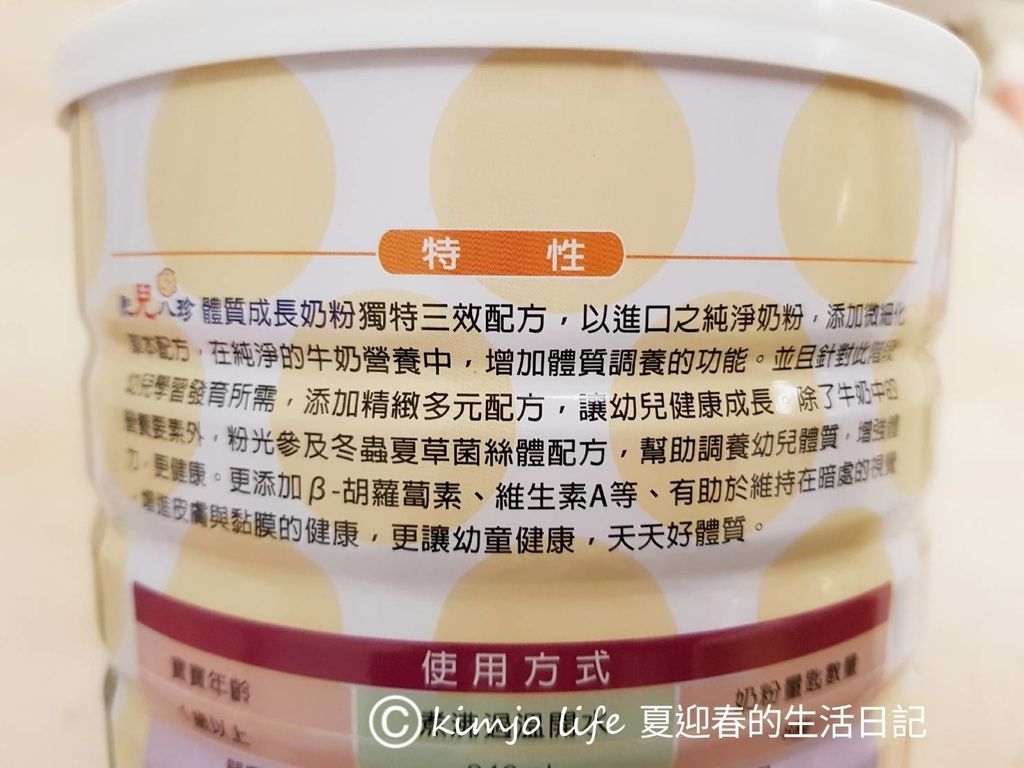 特 性
兒八珍 體質成長奶粉獨特三效配方，以進口之純淨奶粉，添加微細化
草本配方，在純淨的牛奶營養中，增加體質調養的功能。並且針對此階段
幼兒學習發育所需，添加精緻多元配方，讓幼兒健康成長。除了牛奶中的
營養要素外，粉光參及冬蟲夏草菌絲體配方，幫助調養幼兒體質，增強體
力，更健康。更添加β-胡蘿蔔素、維生素A等、有助於維持在暗處的視覺
，增進皮膚與黏膜的健康，更讓幼童健康，天天好體質。
使用方式
寶寶年齡 奶粉量匙數量
歲以上
© kimjo life 夏迎春的生活日記